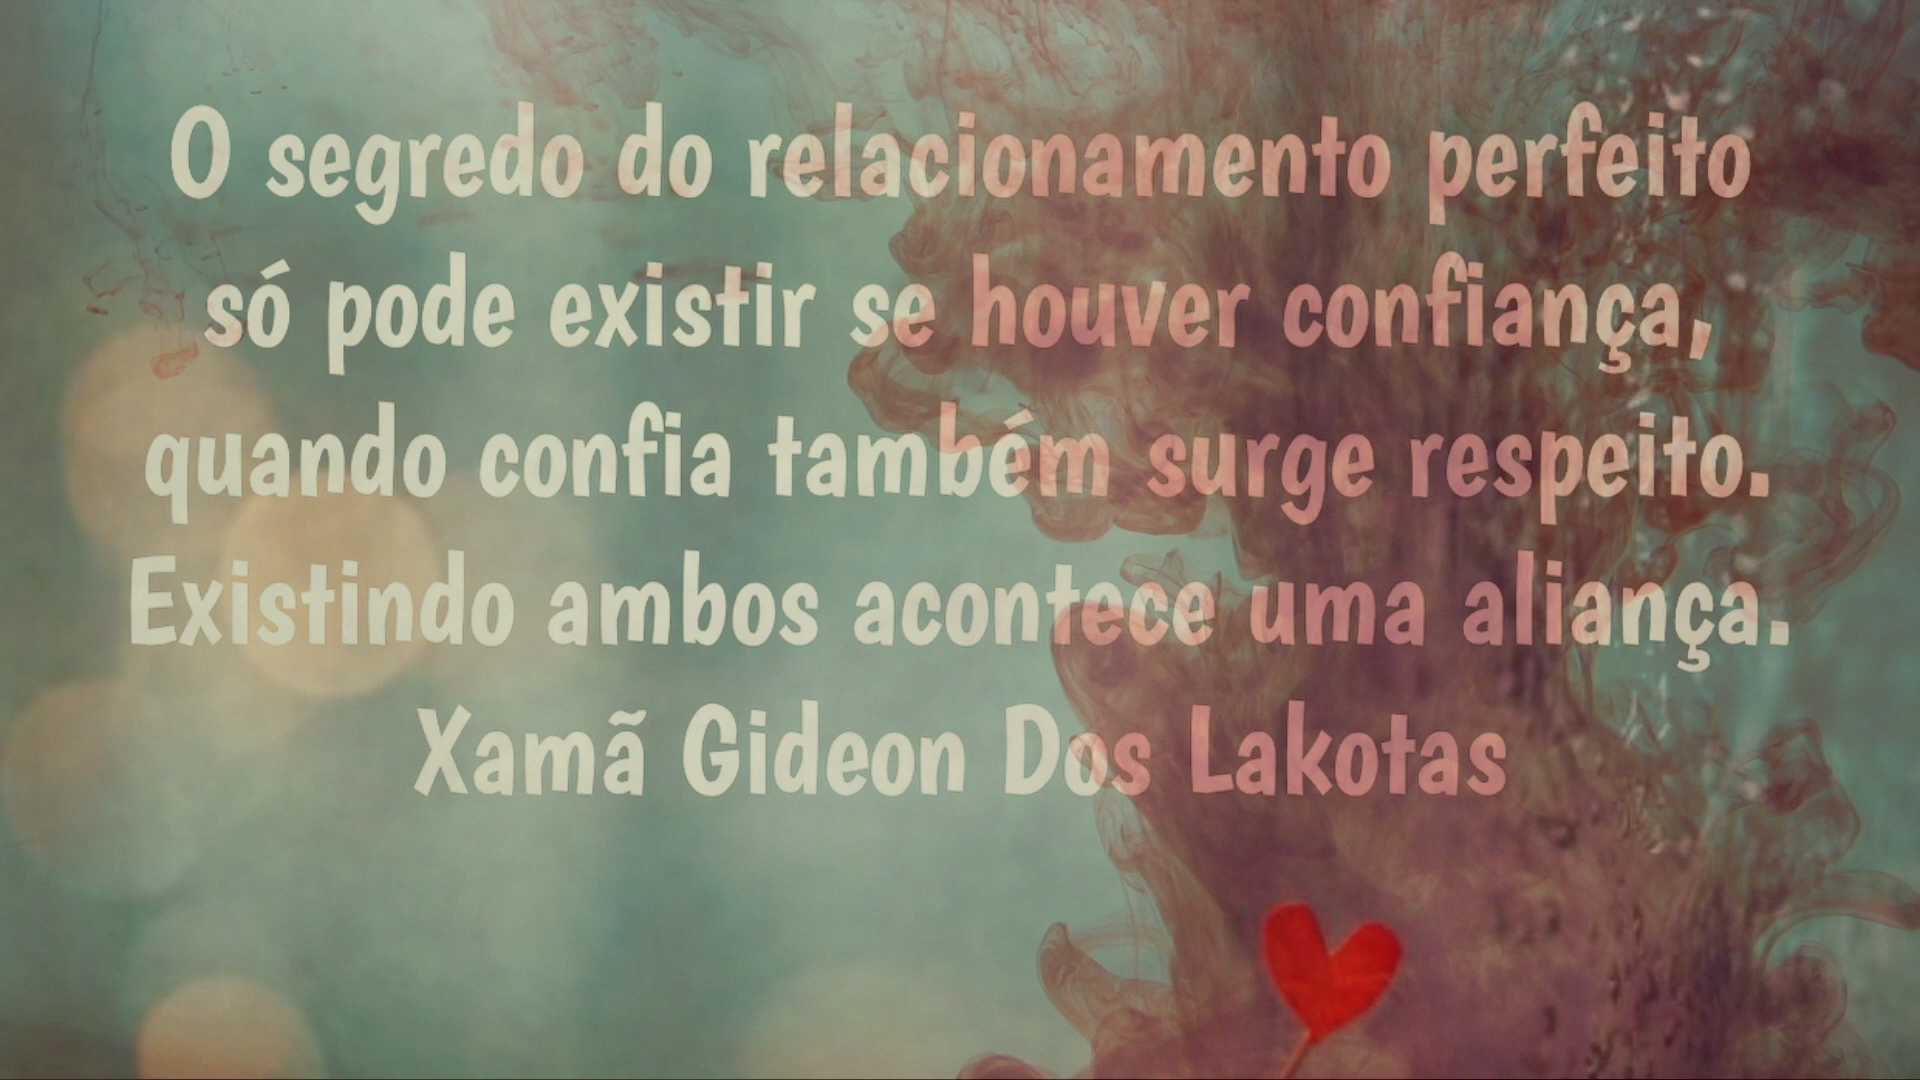 O segredo do relacionamento perfeito
só pode existir se houver confiança,
quando confia também surge respeito.
Existindo ambos acontece uma aliança.
Xamã Gideon Dos Lakotas